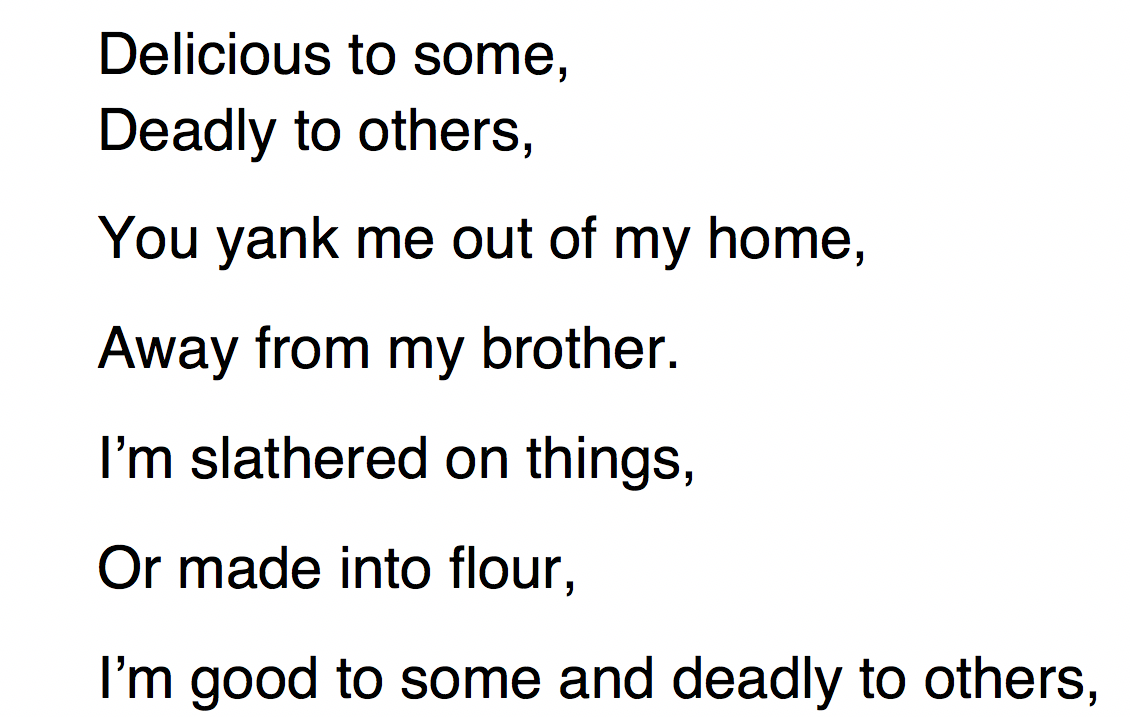 Delicious to some,
Deadly to others,
You yank me out of my home,
Away from my brother.
I’m slathered on things,
Or made into flour,
I’m good to some and deadly to others,